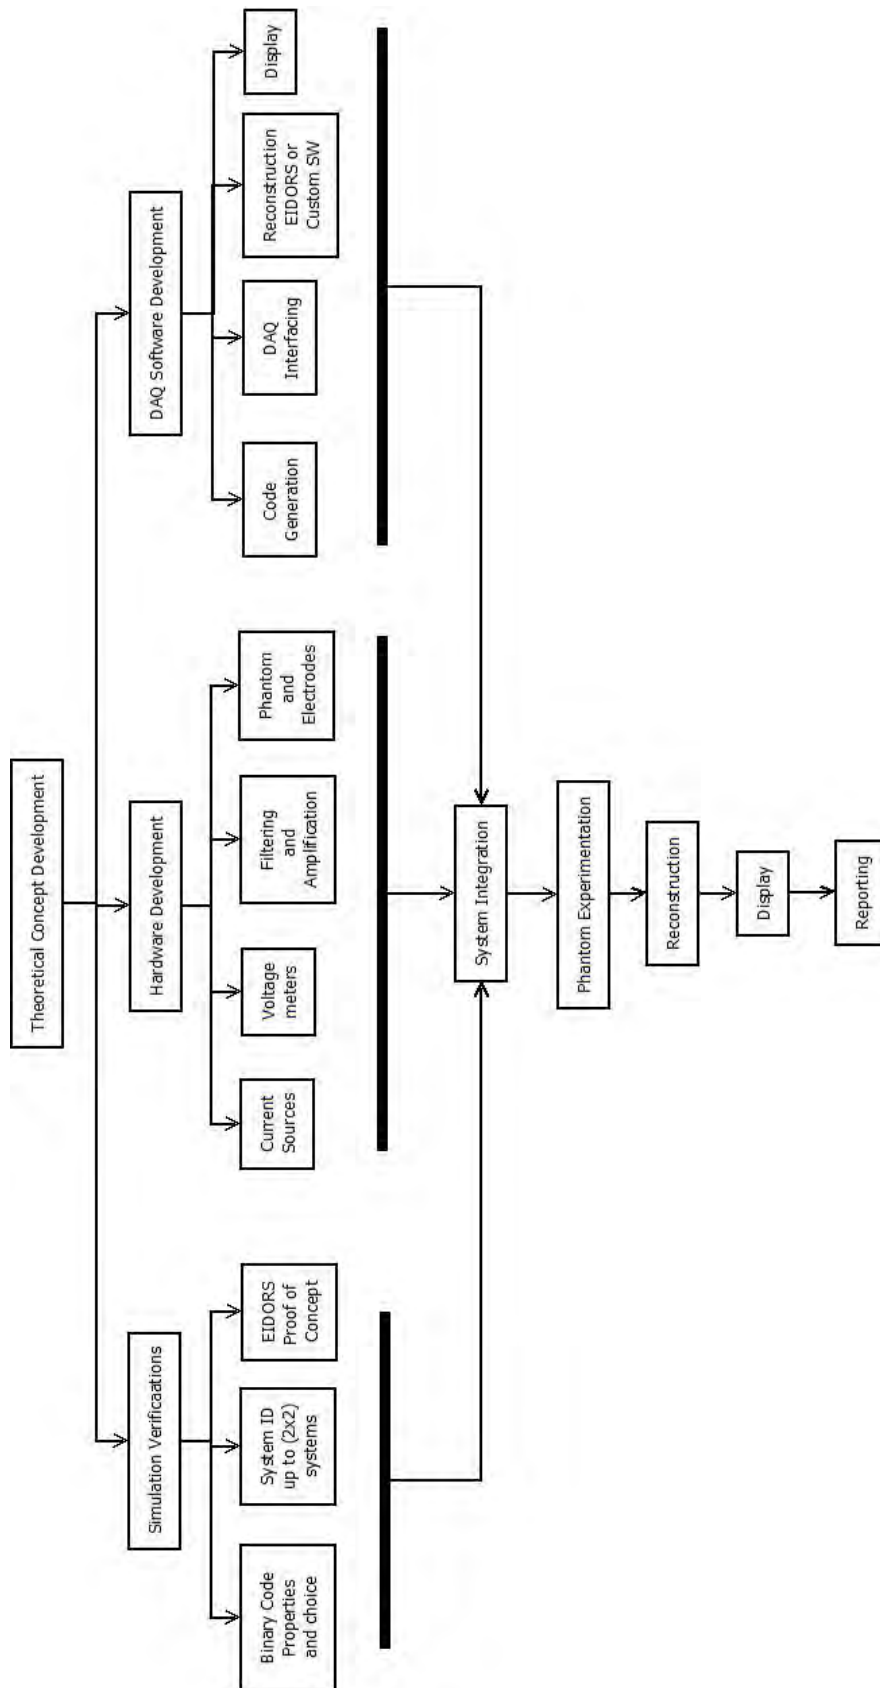 Theoretical Concept Development
Simulation Verificaations
Hardware Development
DAQ Software Development
Binary Code
Properties
and choice
System ID
up to (2x2)
systems
EIDORS
Proof of
Concept
Current
Sources
Voltage
meters
Filtering
and
Amplification
Phantom
and
Electrodes
Code
Generation
DAQ
Interfacing
Reconstruction
EIDORS or
Custom SW
Display
System Integration
Phantom Experimentation
Reconstruction
Display
Reporting